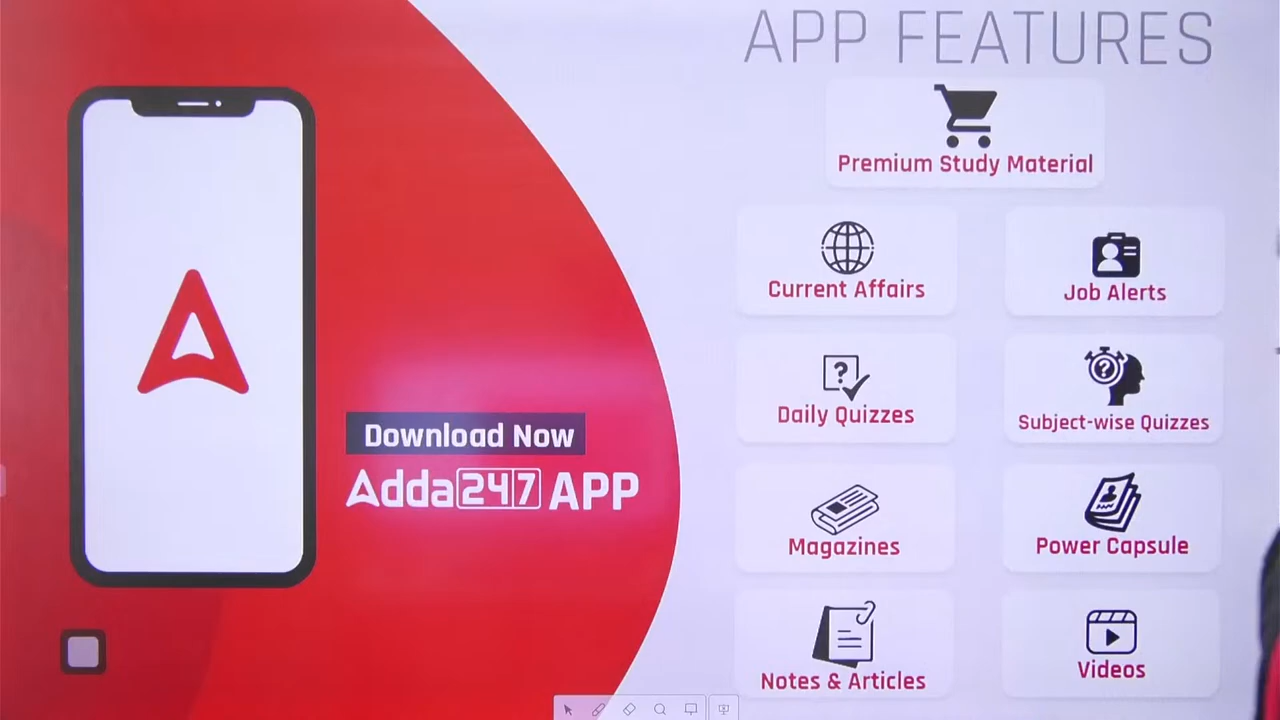 APP FEATURES
Premium Study Material
Current Affairs
Job Alerts
Daily Quizzes
Subject-wise Quizzes
Download Now
Adda247 APP
Magazines
Power Capsule
Notes & Articles
Videos